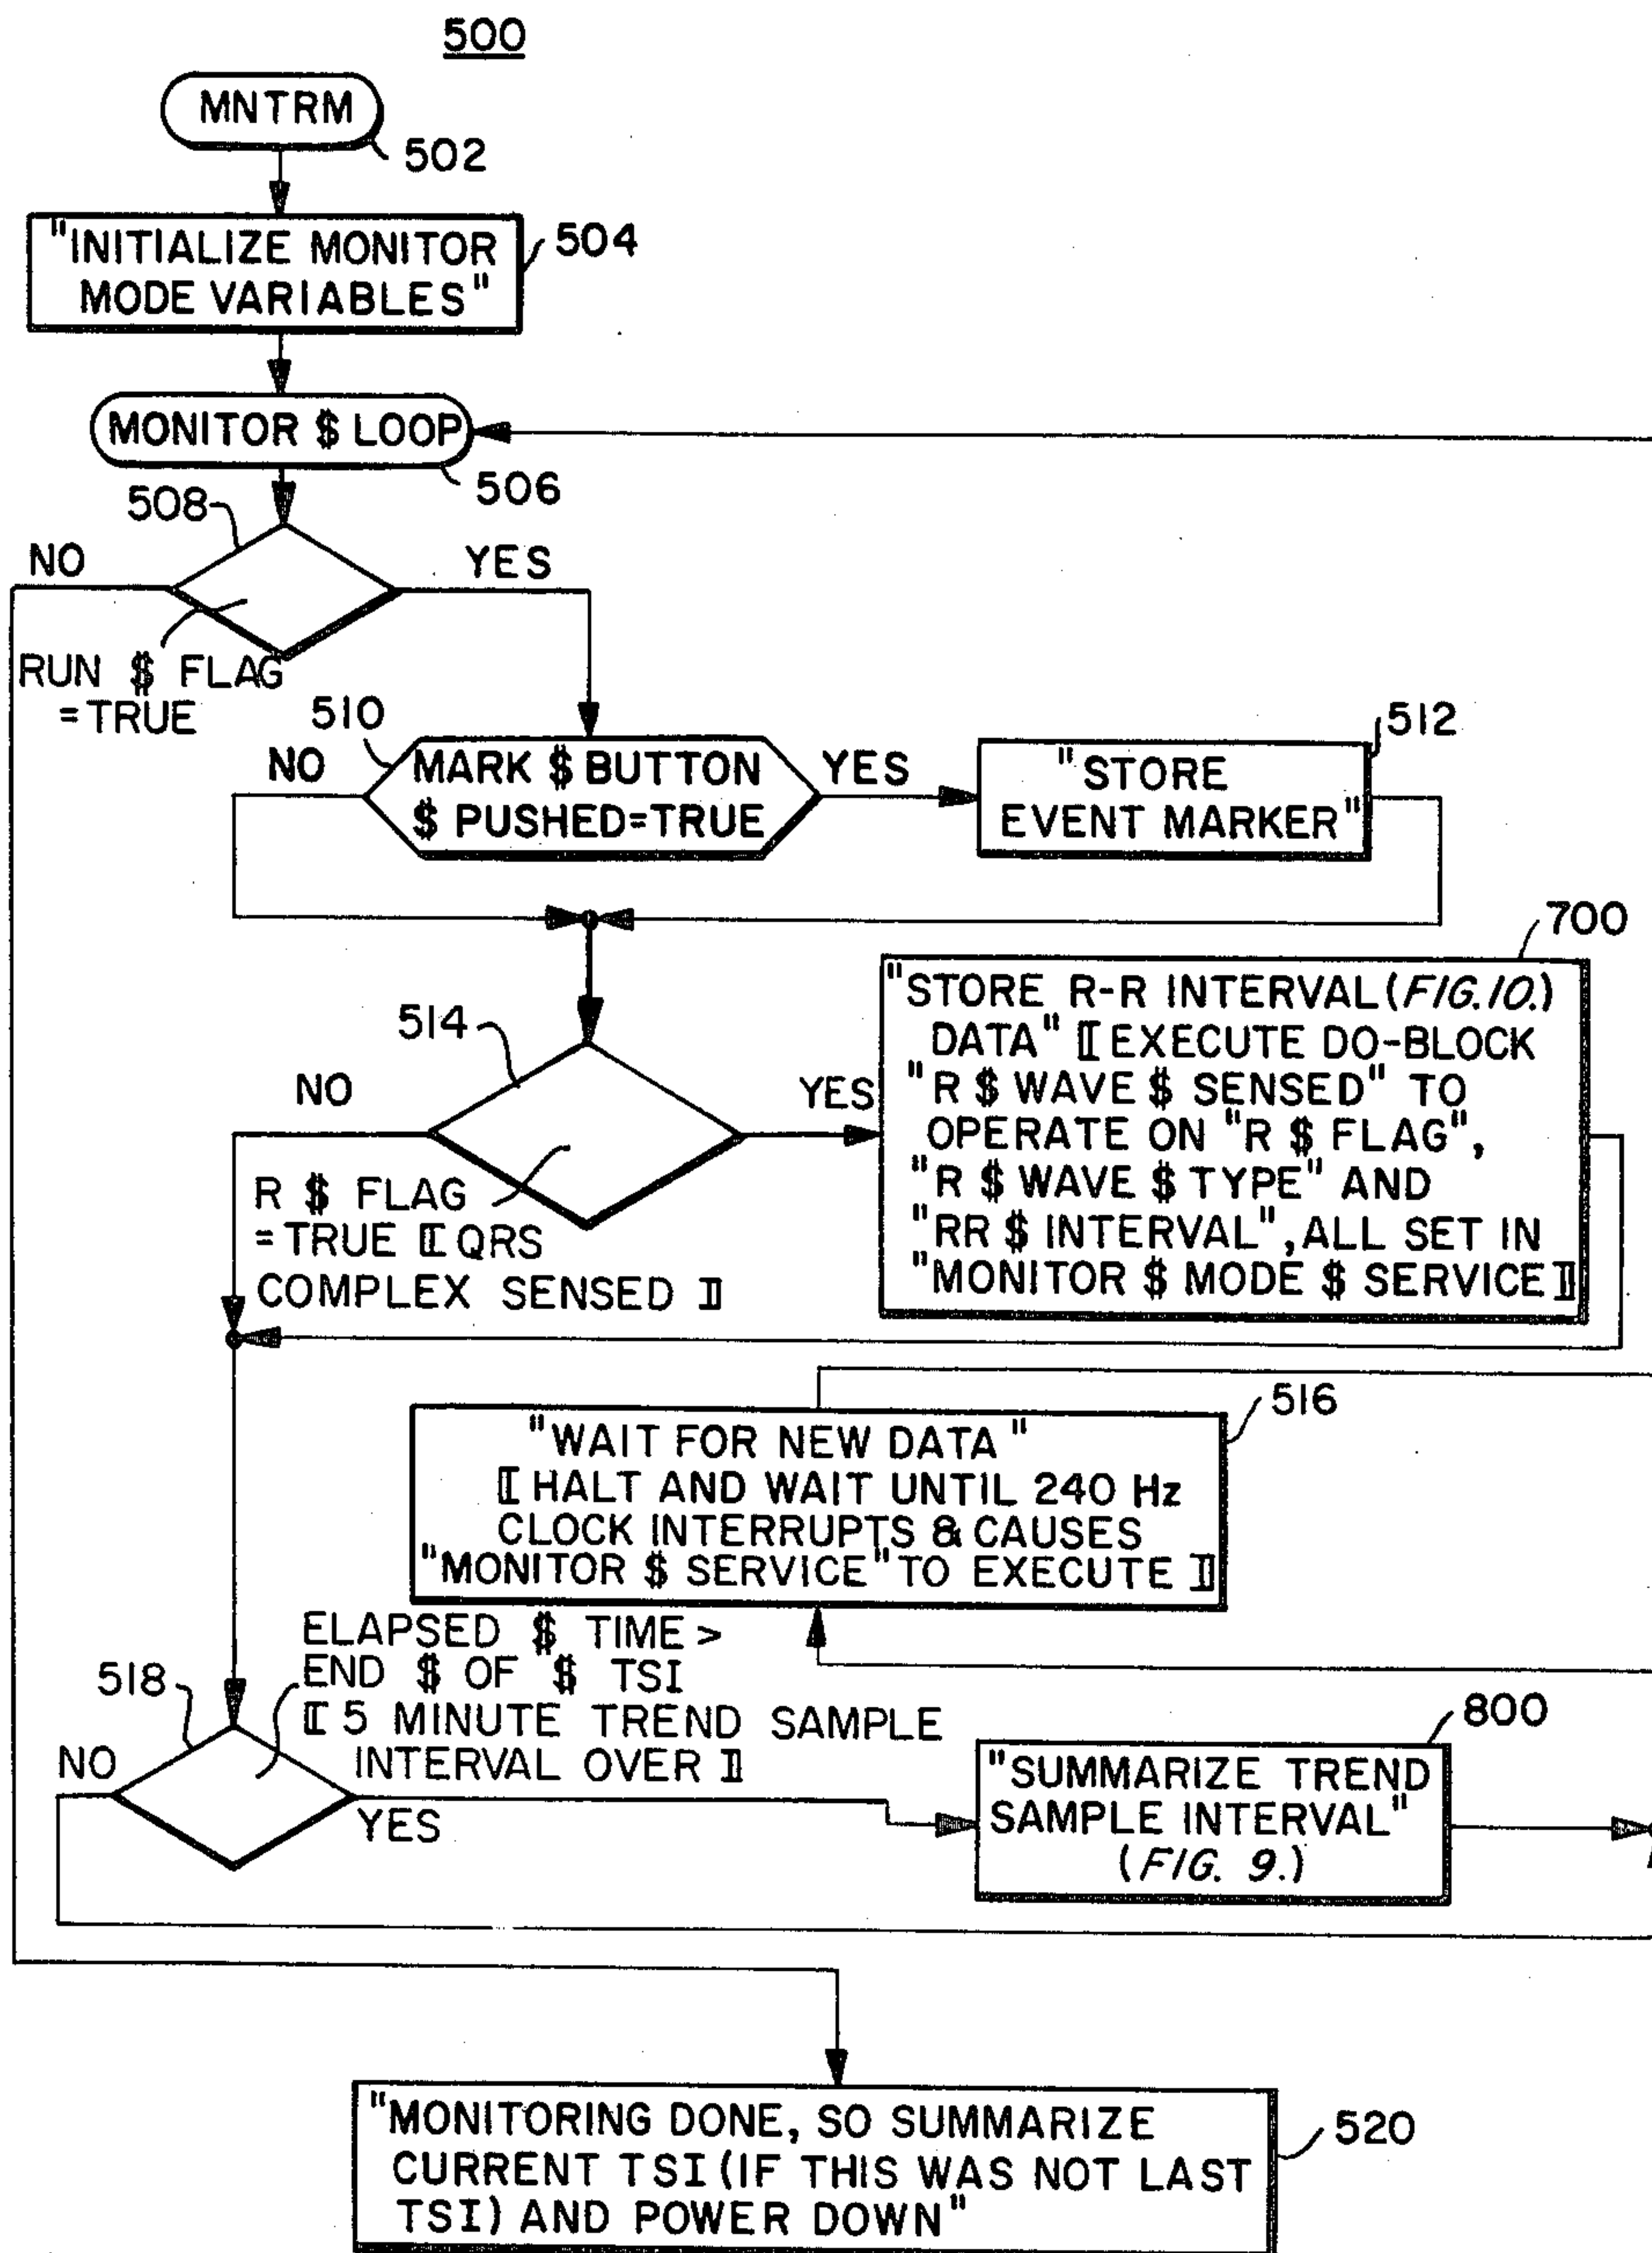 500
MNTRM
502
"INITIALIZE MONITOR
MODE VARIABLES"
504
MONITOR $ LOOP
506
508
NO
YES
RUN $ FLAG
=TRUE
510
NO
MARK $ BUTTON
$ PUSHED=TRUE
YES
"STORE
EVENT MARKER"
512
514
NO
YES
R $ FLAG
=TRUE ⟦ QRS
COMPLEX SENSED ⟧
700
"STORE R-R INTERVAL (FIG.10.)
DATA" ⟦ EXECUTE DO-BLOCK
"R $ WAVE $ SENSED" TO
OPERATE ON "R $ FLAG",
"R $ WAVE $ TYPE" AND
"RR $ INTERVAL", ALL SET IN
"MONITOR $ MODE $ SERVICE ⟧
516
"WAIT FOR NEW DATA"
⟦ HALT AND WAIT UNTIL 240 Hz
CLOCK INTERRUPTS & CAUSES
"MONITOR $ SERVICE" TO EXECUTE ⟧
518
ELAPSED $ TIME >
END $ OF $ TSI
⟦ 5 MINUTE TREND SAMPLE
INTERVAL OVER ⟧
NO
YES
800
"SUMMARIZE TREND
SAMPLE INTERVAL"
(FIG. 9.)
"MONITORING DONE, SO SUMMARIZE
CURRENT TSI (IF THIS WAS NOT LAST
TSI) AND POWER DOWN"
520